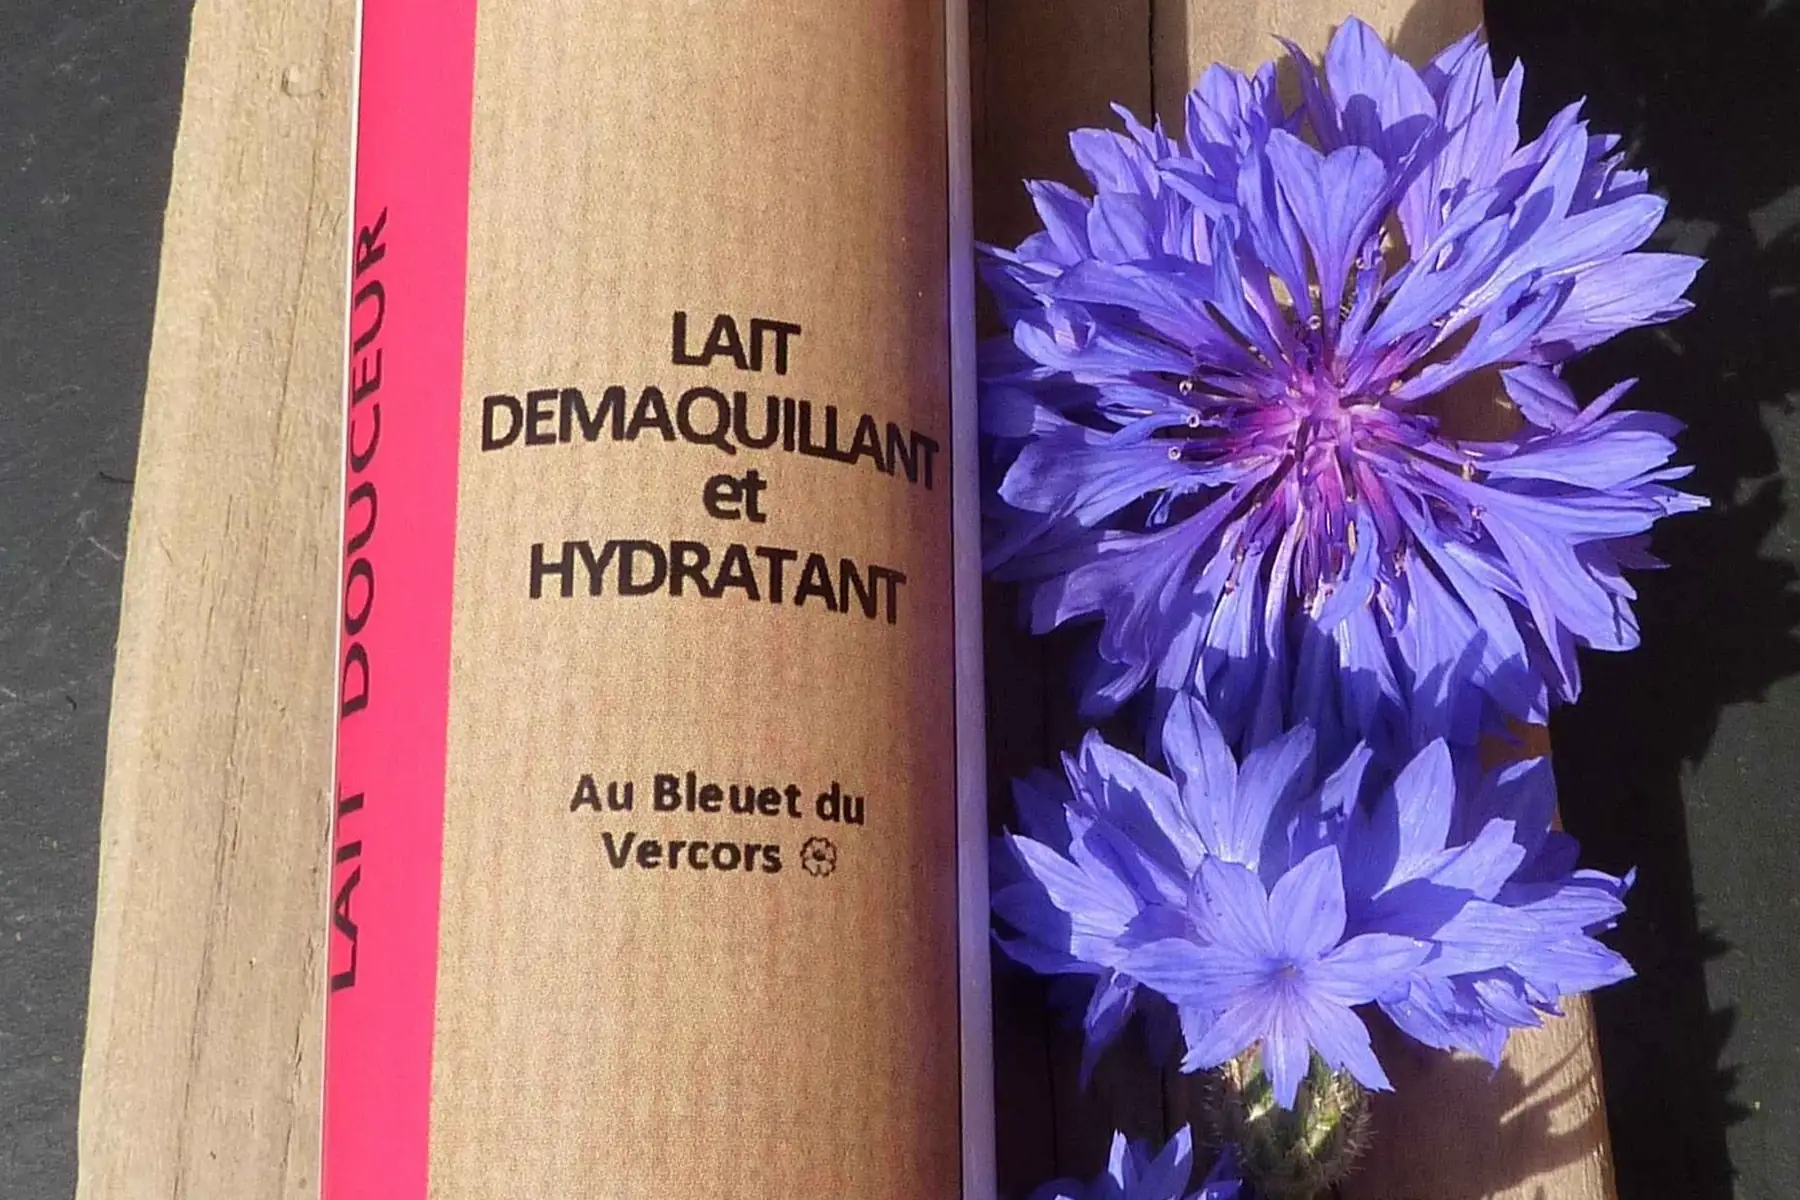 LAIT DOUCEUR
LAIT
DEMAQUILLANT
et
HYDRATANT
Au Bleuet du
Vercors